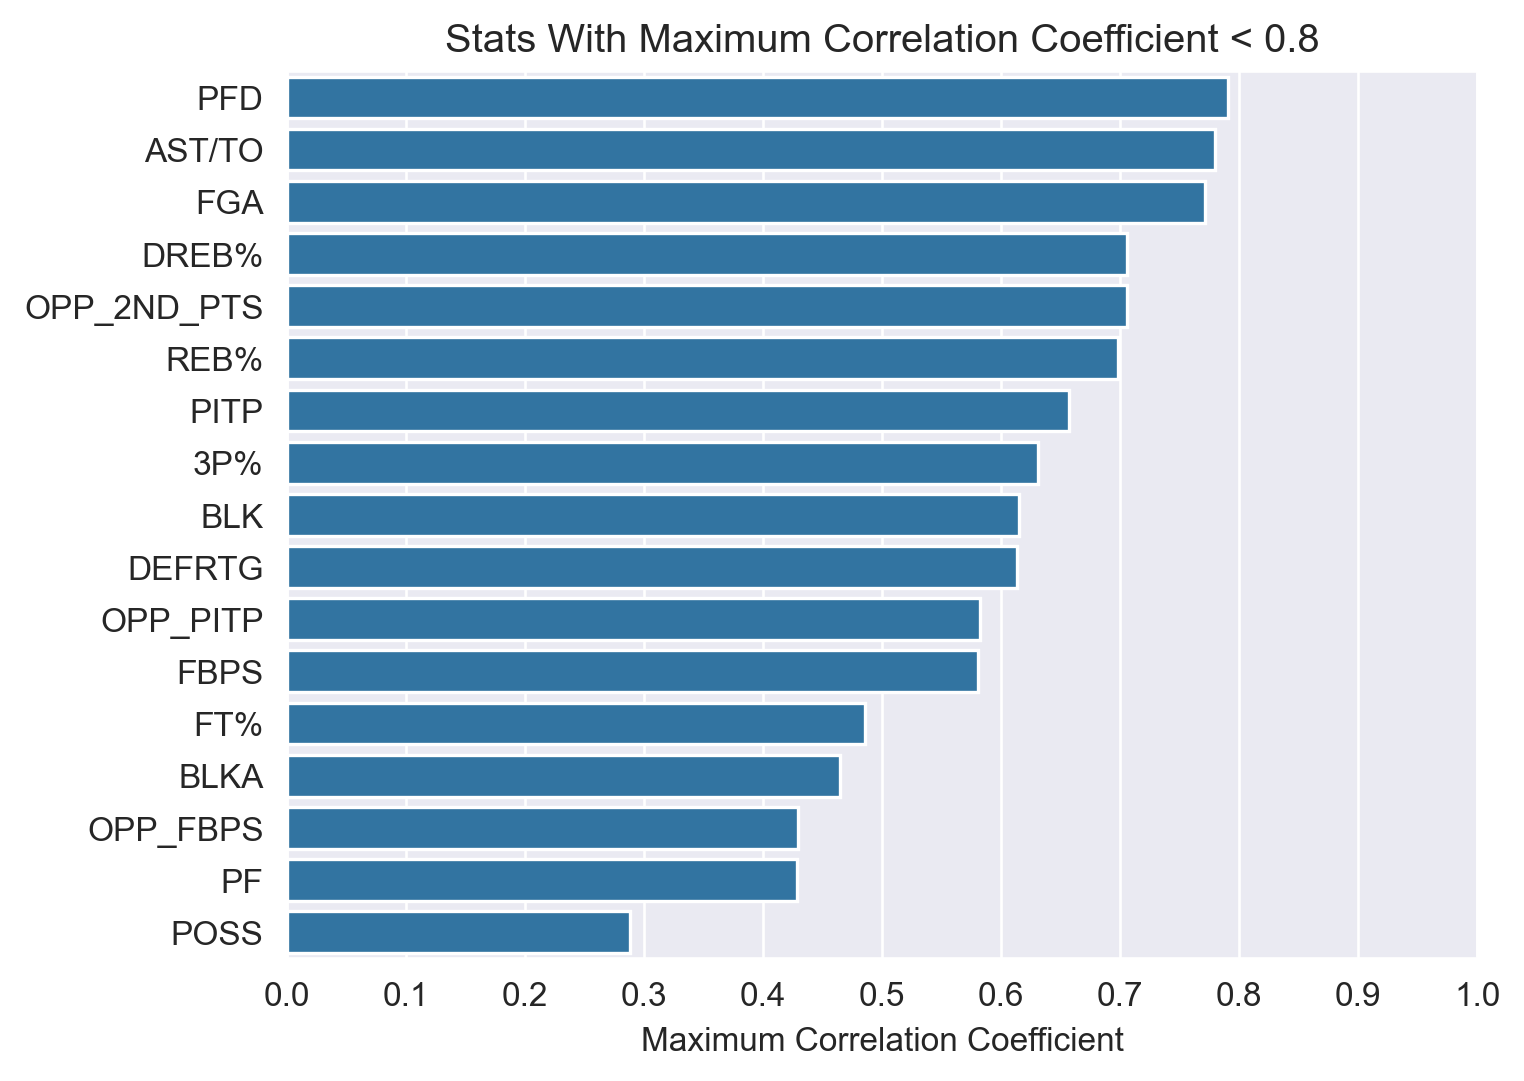 Stats With Maximum Correlation Coefficient < 0.8
PFD
AST/TO
FGA
DREB%
OPP_2ND_PTS
REB%
PITP
3P%
BLK
DEFRTG
OPP_PITP
FBPS
FT%
BLKA
OPP_FBPS
PF
POSS
0.0 0.1 0.2 0.3 0.4 0.5 0.6 0.7 0.8 0.9 1.0
Maximum Correlation Coefficient